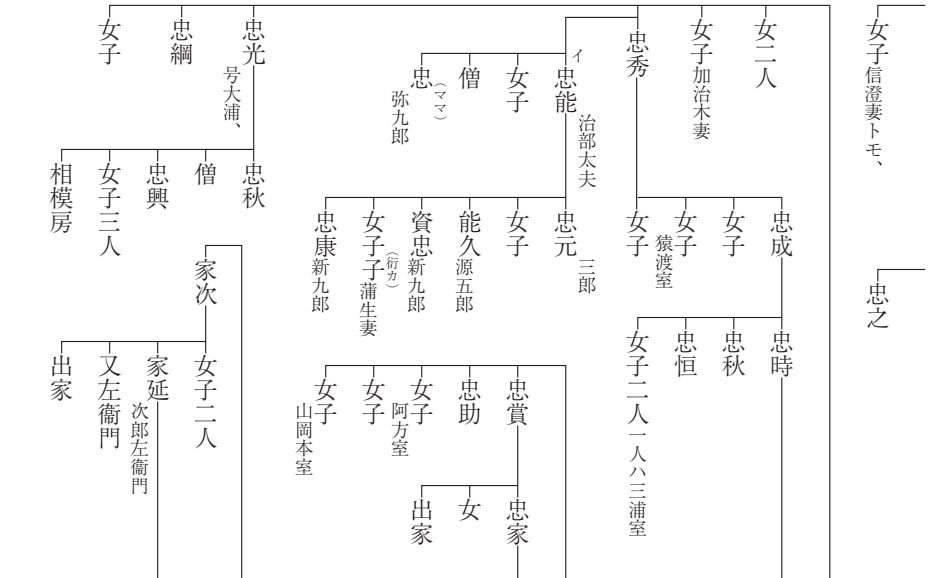 女子信澄妻トモ、
忠之
女二人
女子加治木妻
忠秀
忠成
女子
女子
猿渡室
女子
忠時
忠秋
忠恒
女子二人一人ハ三浦室
イ
忠能
治部太夫
女子
僧
忠
（ママ）
弥九郎
忠元
三郎
女子
能久源五郎
資忠新九郎
女子子蒲生妻
（衍カ）
忠康新九郎
忠賞
忠助
女子
阿方室
女子
女子
山岡本室
忠家
女
出家
忠光
号大浦、
忠綱
女子
忠秋
僧
忠興
女子三人
相模房
家次
女子二人
家延
次郎左衞門
又左衞門
出家